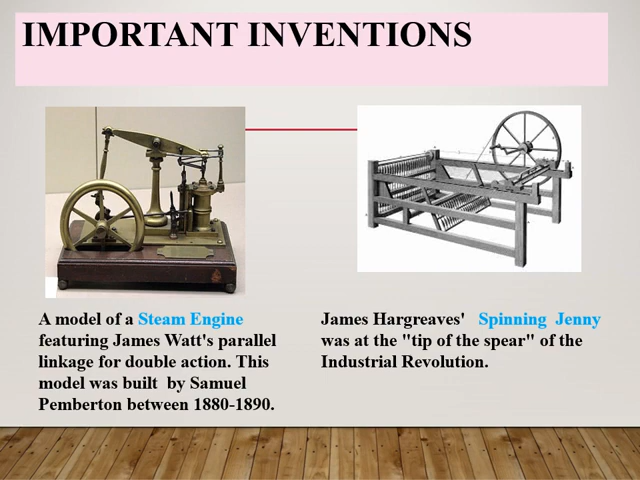 IMPORTANT INVENTIONS
A model of a Steam Engine
featuring James Watt's parallel
linkage for double action. This
model was built by Samuel
Pemberton between 1880-1890.
James Hargreaves' Spinning Jenny
was at the "tip of the spear" of the
Industrial Revolution.